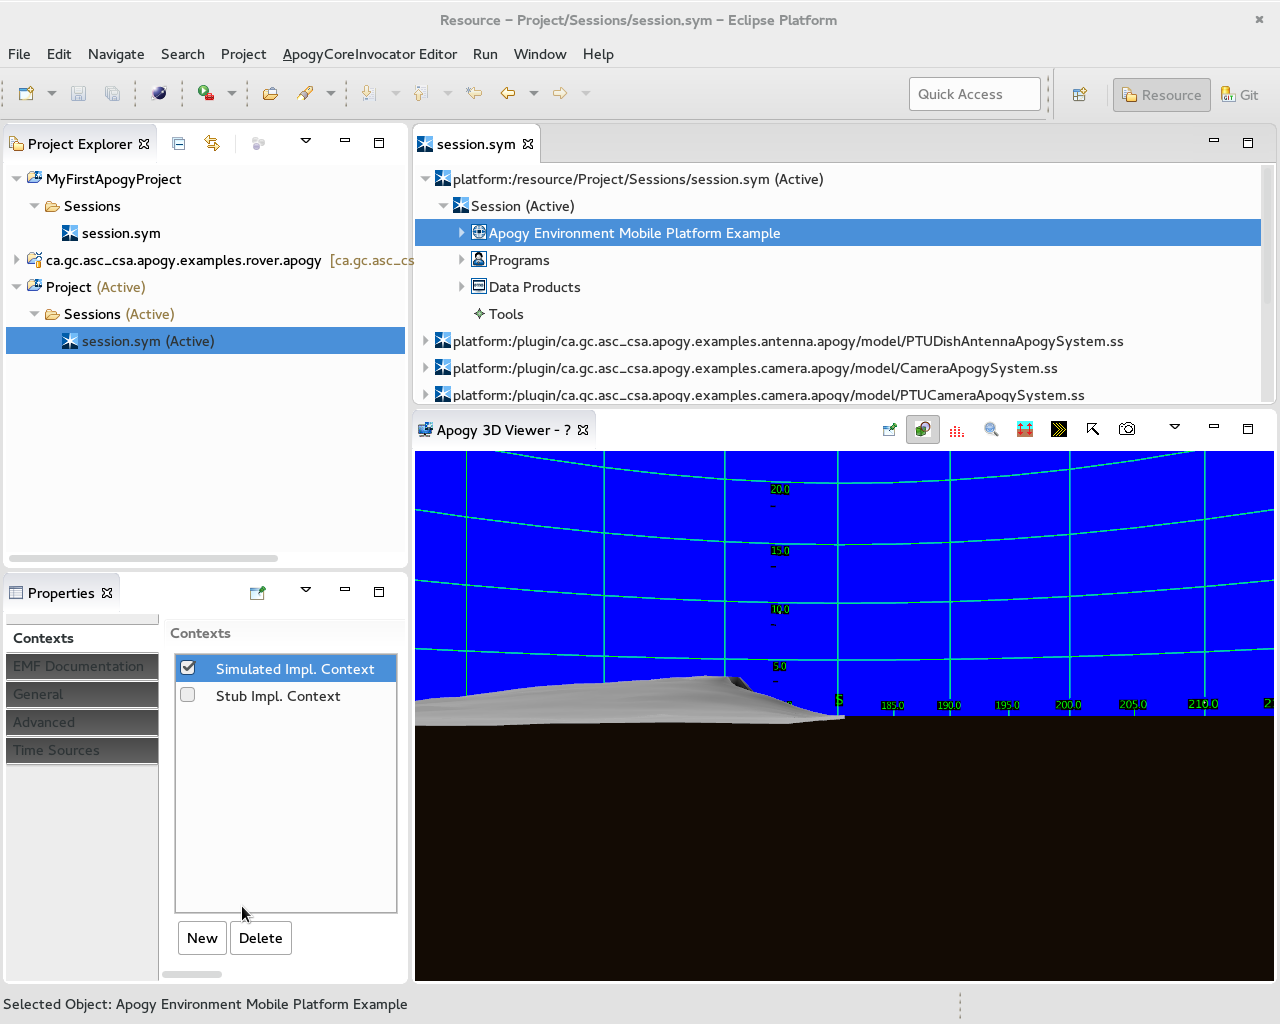 Resource – Project/Sessions/session.sym – Eclipse Platform
File Edit Navigate Search Project ApogyCoreInvocator Editor Run Window Help
Quick Access
Resource
Git
Project Explorer
MyFirstApogyProject
Sessions
session.sym
ca.gc.asc_csa.apogy.examples.rover.apogy [ca.gc.asc_cs
Project (Active)
Sessions (Active)
session.sym (Active)
session.sym
platform:/resource/Project/Sessions/session.sym (Active)
Session (Active)
Apogy Environment Mobile Platform Example
Programs
Data Products
Tools
platform:/plugin/ca.gc.asc_csa.apogy.examples.antenna.apogy/model/PTUDishAntennaApogySystem.ss
platform:/plugin/ca.gc.asc_csa.apogy.examples.camera.apogy/model/CameraApogySystem.ss
platform:/plugin/ca.gc.asc_csa.apogy.examples.camera.apogy/model/PTUCameraApogySystem.ss
Properties
Contexts
EMF Documentation
General
Advanced
Time Sources
Contexts
Simulated Impl. Context
Stub Impl. Context
New Delete
Apogy 3D Viewer - ?
20.0
15.0
10.0
5.0
S 185.0 190.0 195.0 200.0 205.0 210.0
Selected Object: Apogy Environment Mobile Platform Example